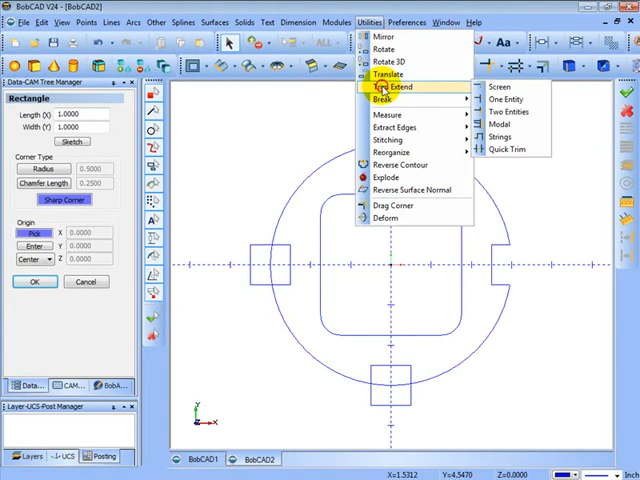 BobCAD V24 - [BobCAD2]
File Edit View Points Lines Arcs Other Splines Surfaces Solids Text Dimension Modules Utilities Preferences Window Help
Data-CAM Tree Manager
Rectangle
Length (X) 1.0000
Width (Y) 1.0000
Sketch
Corner Type
Radius 0.5000
Chamfer Length 0.2500
Sharp Corner
Origin
Pick X 0.0000
Enter Y 0.0000
Center Z 0.0000
OK Cancel
Data... CAM... BobA...
Layer-UCS-Post Manager
Layers UCS Posting
Mirror
Rotate
Rotate 3D
Translate
Extend
Break
Measure
Extract Edges
Stitching
Reorganize
Reverse Contour
Explode
Reverse Surface Normal
Drag Corner
Deform
Screen
One Entity
Two Entities
Modal
Strings
Quick Trim
Y
Z X
BobCAD1 BobCAD2
X=1.5312 Y=4.5470 Z=0.0000 Inch